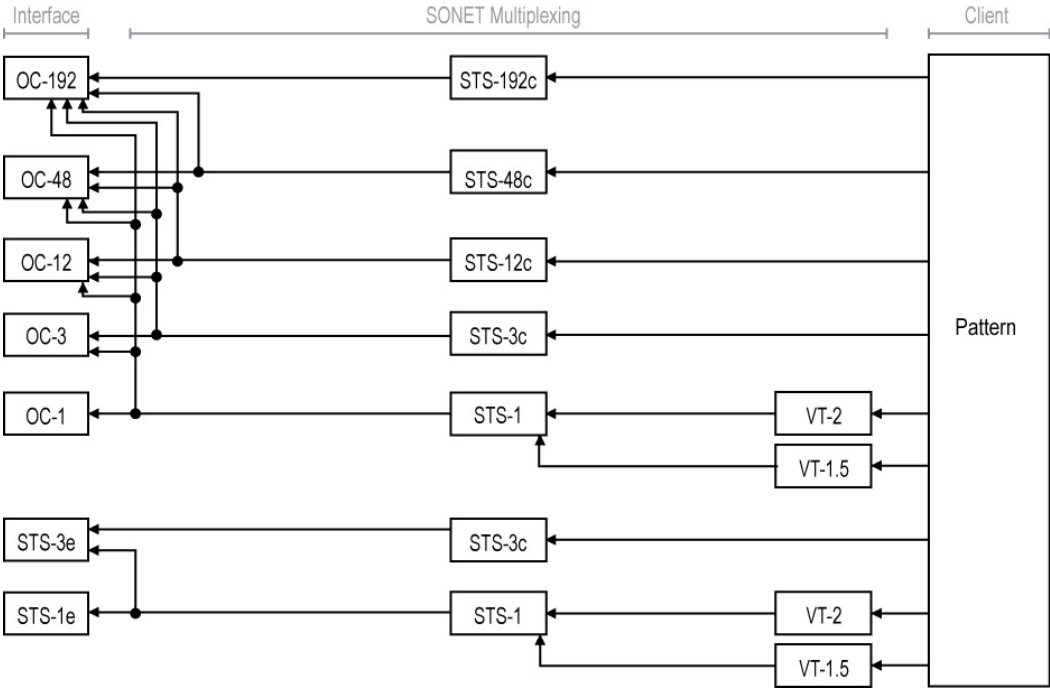 Interface SONET Multiplexing Client
OC-192 STS-192c
OC-48 STS-48c
OC-12 STS-12c
OC-3 STS-3c Pattern
OC-1 STS-1 VT-2
VT-1.5
STS-3e STS-3c
STS-1e STS-1 VT-2
VT-1.5